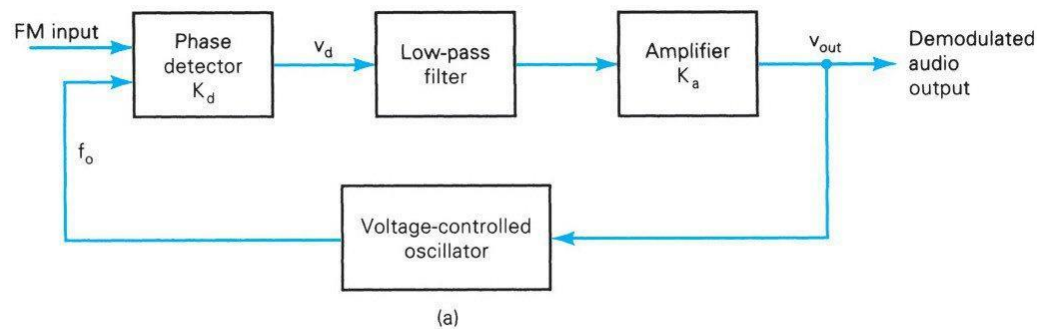 FM input
Phase
detector
K_d
v_d
Low-pass
filter
Amplifier
K_a
v_out
Demodulated
audio
output
f_o
Voltage-controlled
oscillator
(a)